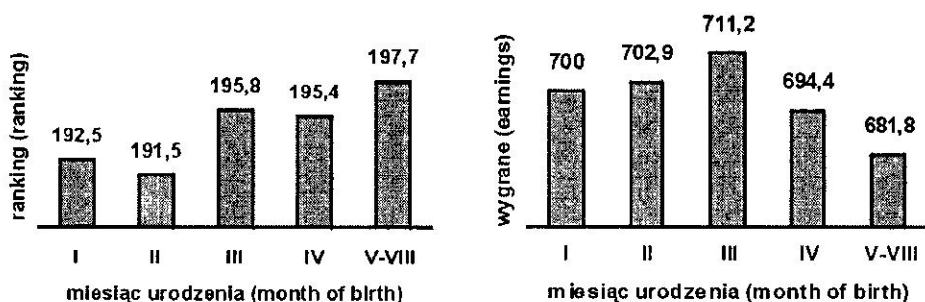 ranking (ranking)
192,5
191,5
195,8
195,4
197,7
I
II
III
IV
V-VIII
miesiąc urodzenia (month of birth)
wygrane (earnings)
700
702,9
711,2
694,4
681,8
I
II
III
IV
V-VIII
miesiąc urodzenia (month of birth)